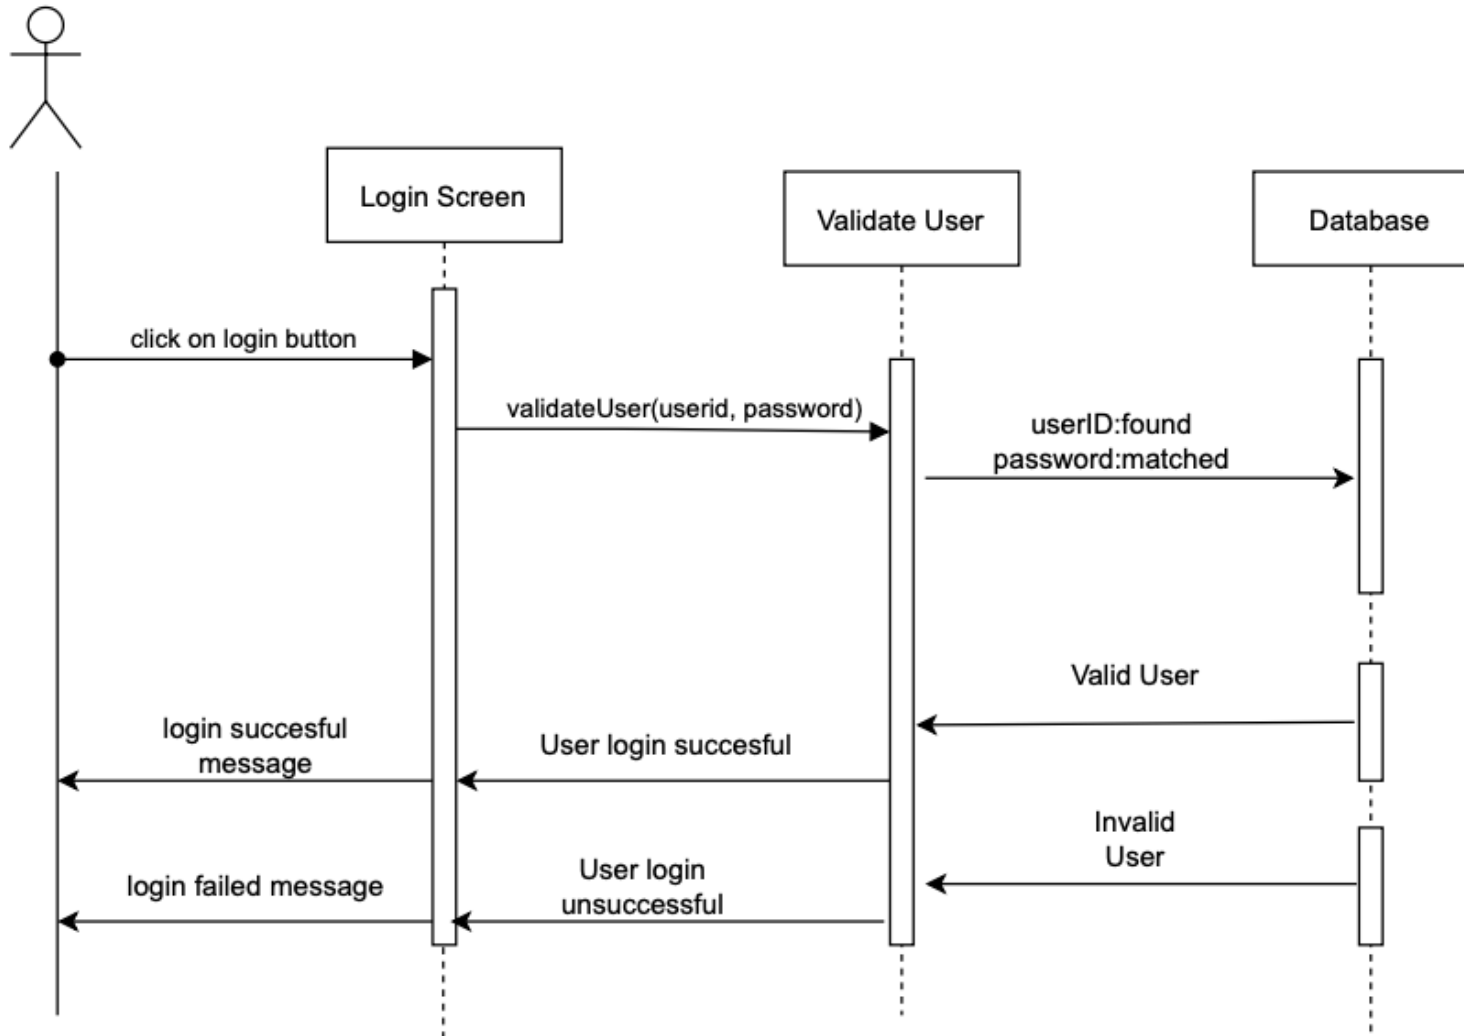 Login Screen
Validate User
Database
click on login button
validateUser(userid, password)
userID:found
password:matched
Valid User
login succesful
message
User login succesful
Invalid
User
login failed message
User login
unsuccessful